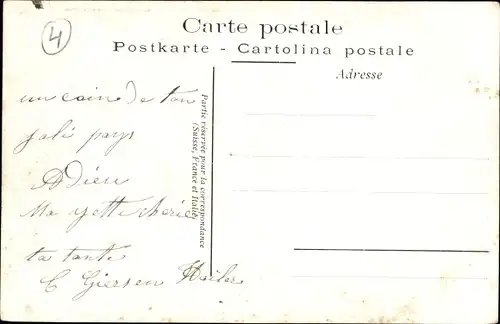 4
Carte postale
Postkarte - Cartolina postale
Adresse
un coin de ton
joli pays
Adieu
Ma yette chérie
ta tante
C
Partie réservée pour la correspondance
(Suisse, France et Italie)